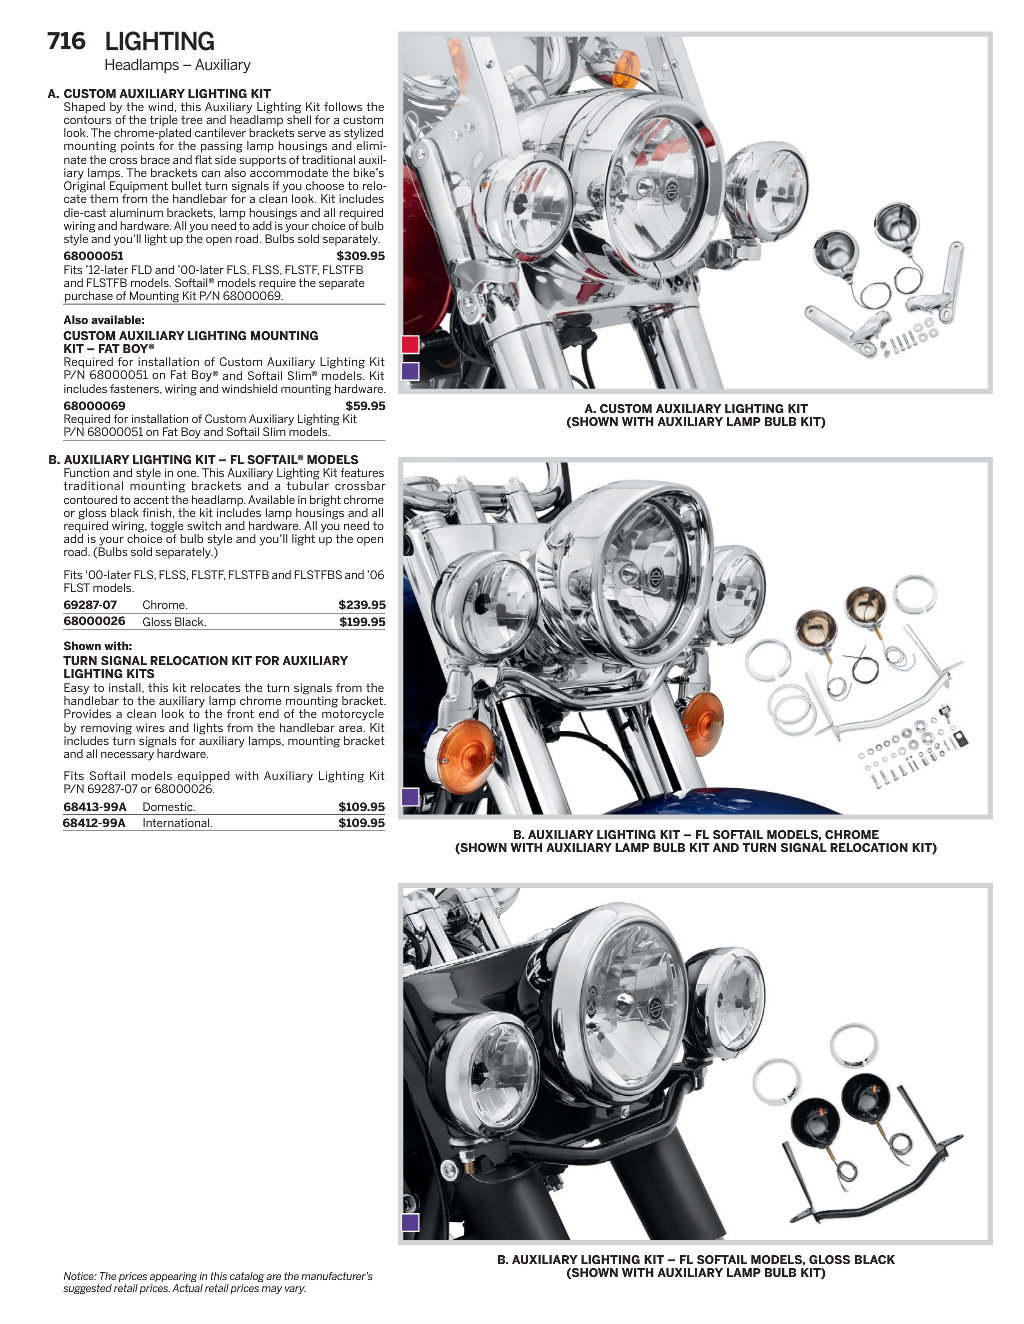 716 LIGHTING
Headlamps – Auxiliary
A. CUSTOM AUXILIARY LIGHTING KIT
Shaped by the wind, this Auxiliary Lighting Kit follows the
contours of the triple tree and headlamp shell for a custom
look. The chrome-plated cantilever brackets serve as stylized
mounting points for the passing lamp housings and elimi-
nate the cross brace and flat side supports of traditional auxil-
iary lamps. The brackets can also accommodate the bike's
Original Equipment bullet turn signals if you choose to relo-
cate them from the handlebar for a clean look. Kit includes
die-cast aluminum brackets, lamp housings and all required
wiring and hardware. All you need to add is your choice of bulb
style and you'll light up the open road. Bulbs sold separately.
68000051 $309.95
Fits '12-later FLD and '00-later FLS, FLSS, FLSTF, FLSTFB
and FLSTFB models. Softail® models require the separate
purchase of Mounting Kit P/N 68000069.
Also available:
CUSTOM AUXILIARY LIGHTING MOUNTING
KIT – FAT BOY®
Required for installation of Custom Auxiliary Lighting Kit
P/N 68000051 on Fat Boy® and Softail Slim® models. Kit
includes fasteners, wiring and windshield mounting hardware.
68000069 $59.95
Required for installation of Custom Auxiliary Lighting Kit
P/N 68000051 on Fat Boy and Softail Slim models.
B. AUXILIARY LIGHTING KIT – FL SOFTAIL® MODELS
Function and style in one. This Auxiliary Lighting Kit features
traditional mounting brackets and a tubular crossbar
contoured to accent the headlamp. Available in bright chrome
or gloss black finish, the kit includes lamp housings and all
required wiring, toggle switch and hardware. All you need to
add is your choice of bulb style and you'll light up the open
road. (Bulbs sold separately.)
Fits '00-later FLS, FLSS, FLSTF, FLSTFB and FLSTFBS and '06
FLST models.
69287-07 Chrome. $239.95
68000026 Gloss Black. $199.95
Shown with:
TURN SIGNAL RELOCATION KIT FOR AUXILIARY
LIGHTING KITS
Easy to install, this kit relocates the turn signals from the
handlebar to the auxiliary lamp chrome mounting bracket.
Provides a clean look to the front end of the motorcycle
by removing wires and lights from the handlebar area. Kit
includes turn signals for auxiliary lamps, mounting bracket
and all necessary hardware.
Fits Softail models equipped with Auxiliary Lighting Kit
P/N 69287-07 or 68000026.
68413-99A Domestic. $109.95
68412-99A International. $109.95
A. CUSTOM AUXILIARY LIGHTING KIT
(SHOWN WITH AUXILIARY LAMP BULB KIT)
B. AUXILIARY LIGHTING KIT – FL SOFTAIL MODELS, CHROME
(SHOWN WITH AUXILIARY LAMP BULB KIT AND TURN SIGNAL RELOCATION KIT)
B. AUXILIARY LIGHTING KIT – FL SOFTAIL MODELS, GLOSS BLACK
(SHOWN WITH AUXILIARY LAMP BULB KIT)
Notice: The prices appearing in this catalog are the manufacturer's
suggested retail prices. Actual retail prices may vary.